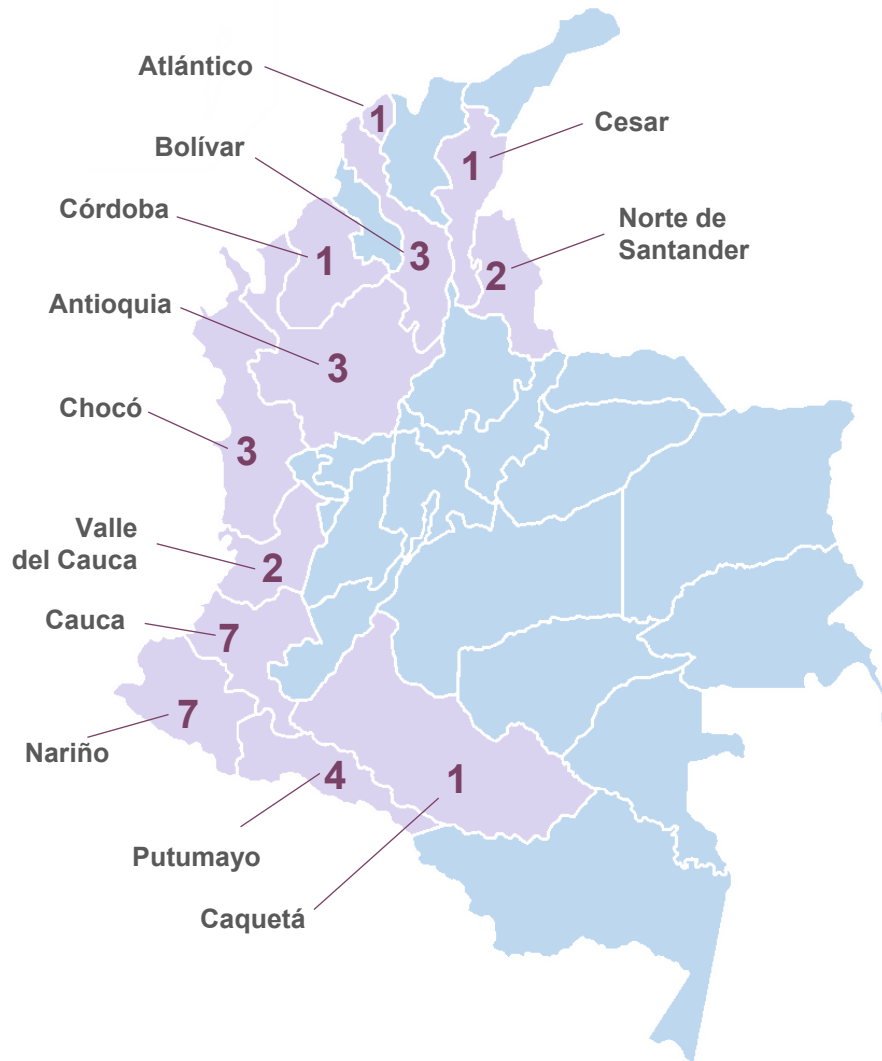 Atlántico
1
Cesar
1
Bolívar
3
Córdoba
1
Norte de
Santander
2
Antioquia
3
Chocó
3
Valle
del Cauca
2
Cauca
7
Nariño
7
Putumayo
4
Caquetá
1